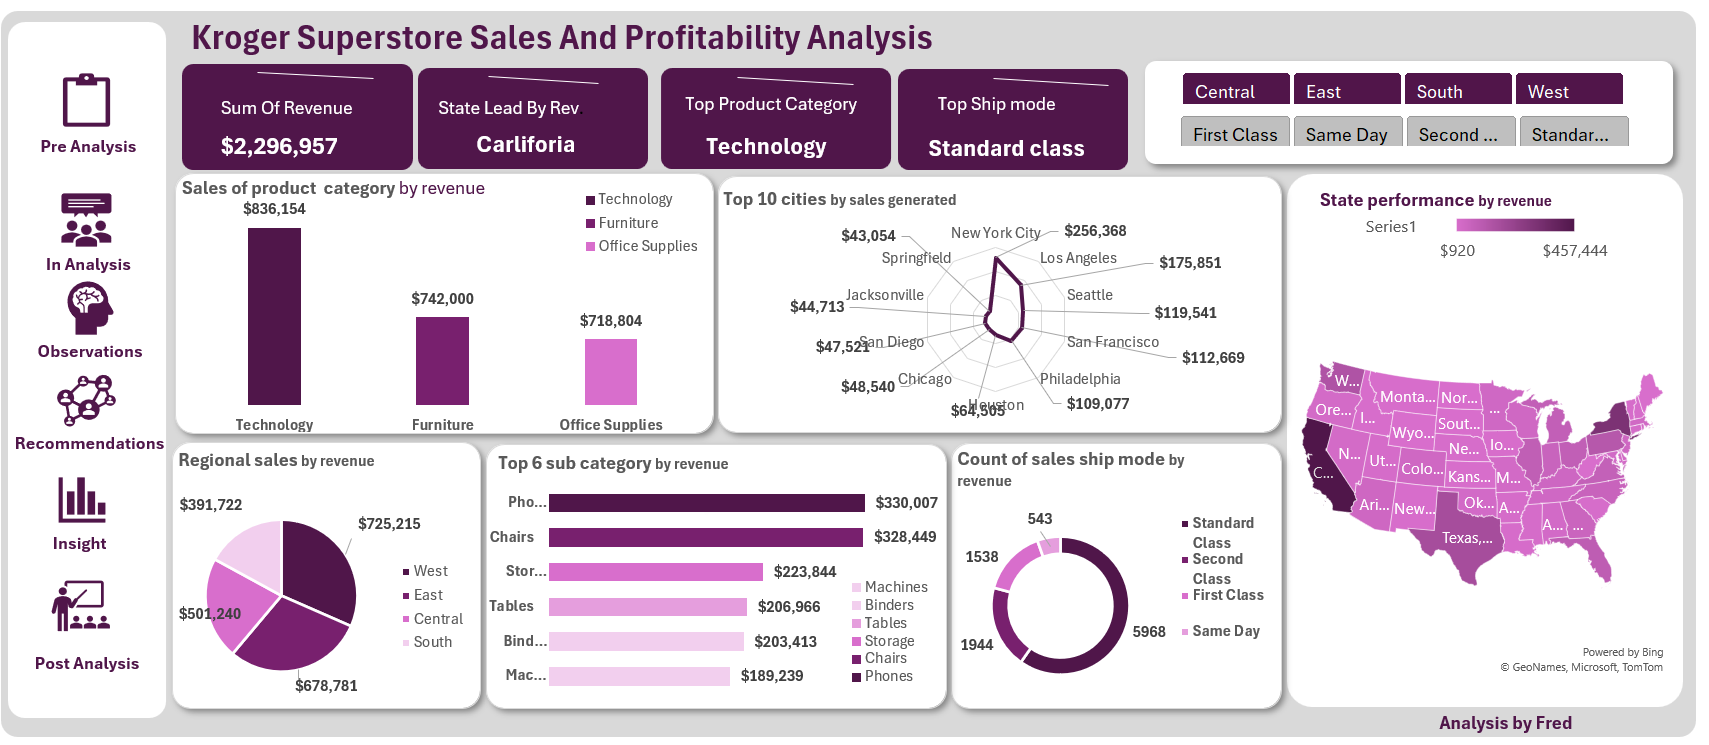 Kroger Superstore Sales And Profitability Analysis
Pre Analysis
In Analysis
Observations
Recommendations
Insight
Post Analysis
Sum Of Revenue
$2,296,957
State Lead By Rev.
Carliforia
Top Product Category
Technology
Top Ship mode
Standard class
Central
East
South
West
First Class
Same Day
Second ...
Standar...
Sales of product category by revenue
$836,154
$742,000
$718,804
Technology
Furniture
Office Supplies
Technology
Furniture
Office Supplies
Top 10 cities by sales generated
New York City
$256,368
Los Angeles
$175,851
Seattle
$119,541
San Francisco
$112,669
Philadelphia
$109,077
Houston
$64,505
Chicago
$48,540
San Diego
$47,521
Jacksonville
$44,713
Springfield
$43,054
State performance by revenue
Series1
$920
$457,444
W...
Ore...
Monta...
Nor...
...
I...
Wyo...
Sout...
N...
Ut...
Colo...
Ne...
Io...
C...
Kans...
M...
Ari...
New...
Ok...
A...
Texas,...
A...
...
Powered by Bing
© GeoNames, Microsoft, TomTom
Regional sales by revenue
$391,722
$725,215
$501,240
$678,781
West
East
Central
South
Top 6 sub category by revenue
Pho...
$330,007
Chairs
$328,449
Stor...
$223,844
Tables
$206,966
Bind...
$203,413
Mac...
$189,239
Machines
Binders
Tables
Storage
Chairs
Phones
Count of sales ship mode by
revenue
543
1538
1944
5968
Standard
Class
Second
Class
First Class
Same Day
Analysis by Fred